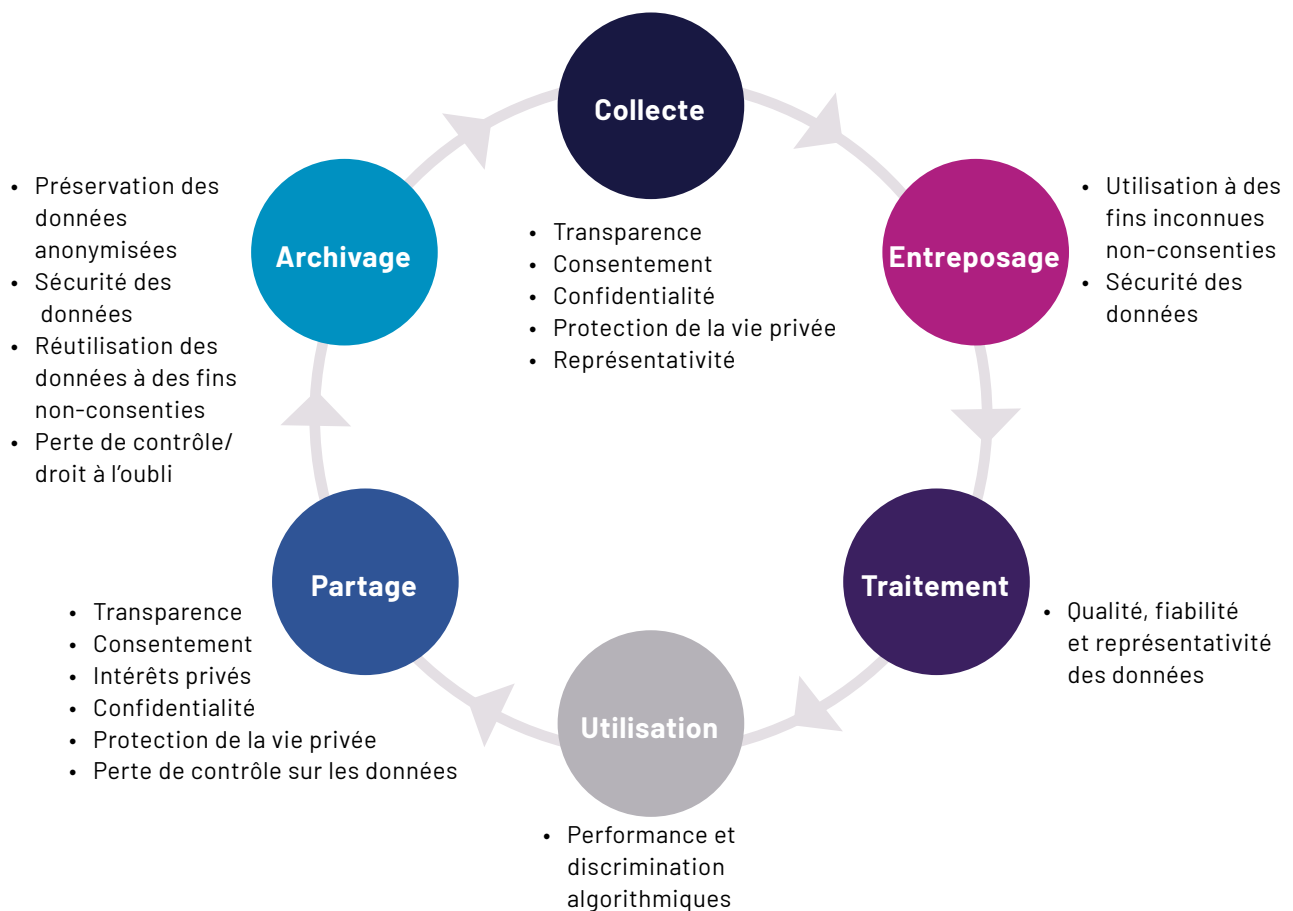 Collecte
• Transparence
• Consentement
• Confidentialité
• Protection de la vie privée
• Représentativité
Entreposage
• Utilisation à des
fins inconnues
non-consenties
• Sécurité des
données
Traitement
• Qualité, fiabilité
et représentativité
des données
Utilisation
• Performance et
discrimination
algorithmiques
Partage
• Transparence
• Consentement
• Intérêts privés
• Confidentialité
• Protection de la vie privée
• Perte de contrôle sur les données
Archivage
• Préservation des
données
anonymisées
• Sécurité des
données
• Réutilisation des
données à des fins
non-consenties
• Perte de contrôle/
droit à l’oubli